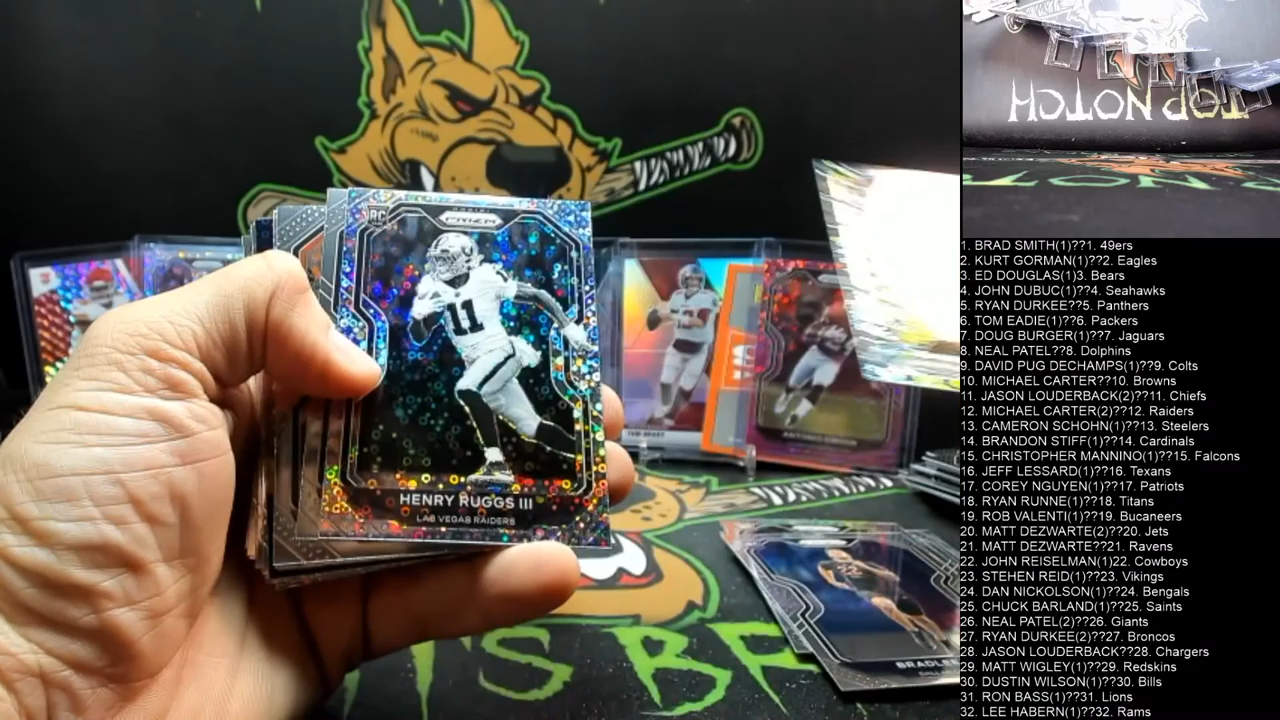 RC
PANINI
PRIZM
11
HENRY RUGGS III
LAS VEGAS RAIDERS
TOM BRADY
ANTONIO GIBSON
BRADLEE
TOP NOTCH
1. BRAD SMITH(1)??1. 49ers
2. KURT GORMAN(1)??2. Eagles
3. ED DOUGLAS(1)3. Bears
4. JOHN DUBUC(1)??4. Seahawks
5. RYAN DURKEE??5. Panthers
6. TOM EADIE(1)??6. Packers
7. DOUG BURGER(1)??7. Jaguars
8. NEAL PATEL??8. Dolphins
9. DAVID PUG DECHAMPS(1)??9. Colts
10. MICHAEL CARTER??10. Browns
11. JASON LOUDERBACK(2)??11. Chiefs
12. MICHAEL CARTER(2)??12. Raiders
13. CAMERON SCHOHN(1)??13. Steelers
14. BRANDON STIFF(1)??14. Cardinals
15. CHRISTOPHER MANNINO(1)??15. Falcons
16. JEFF LESSARD(1)??16. Texans
17. COREY NGUYEN(1)??17. Patriots
18. RYAN RUNNE(1)??18. Titans
19. ROB VALENTI(1)??19. Bucaneers
20. MATT DEZWARTE(2)??20. Jets
21. MATT DEZWARTE??21. Ravens
22. JOHN REISELMAN(1)22. Cowboys
23. STEHEN REID(1)??23. Vikings
24. DAN NICKOLSON(1)??24. Bengals
25. CHUCK BARLAND(1)??25. Saints
26. NEAL PATEL(2)??26. Giants
27. RYAN DURKEE(2)??27. Broncos
28. JASON LOUDERBACK??28. Chargers
29. MATT WIGLEY(1)??29. Redskins
30. DUSTIN WILSON(1)??30. Bills
31. RON BASS(1)??31. Lions
32. LEE HABERN(1)??32. Rams